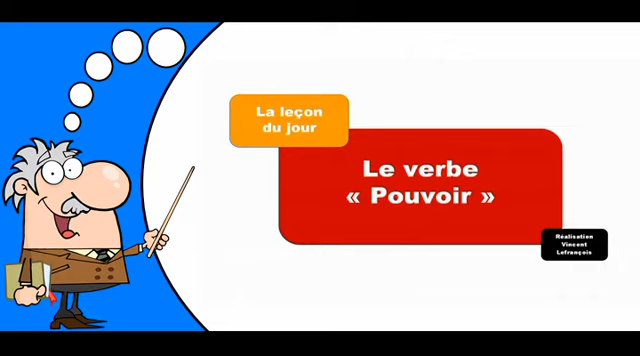 La leçon
du jour
Le verbe
« Pouvoir »
Réalisation
Vincent
Lefrançois